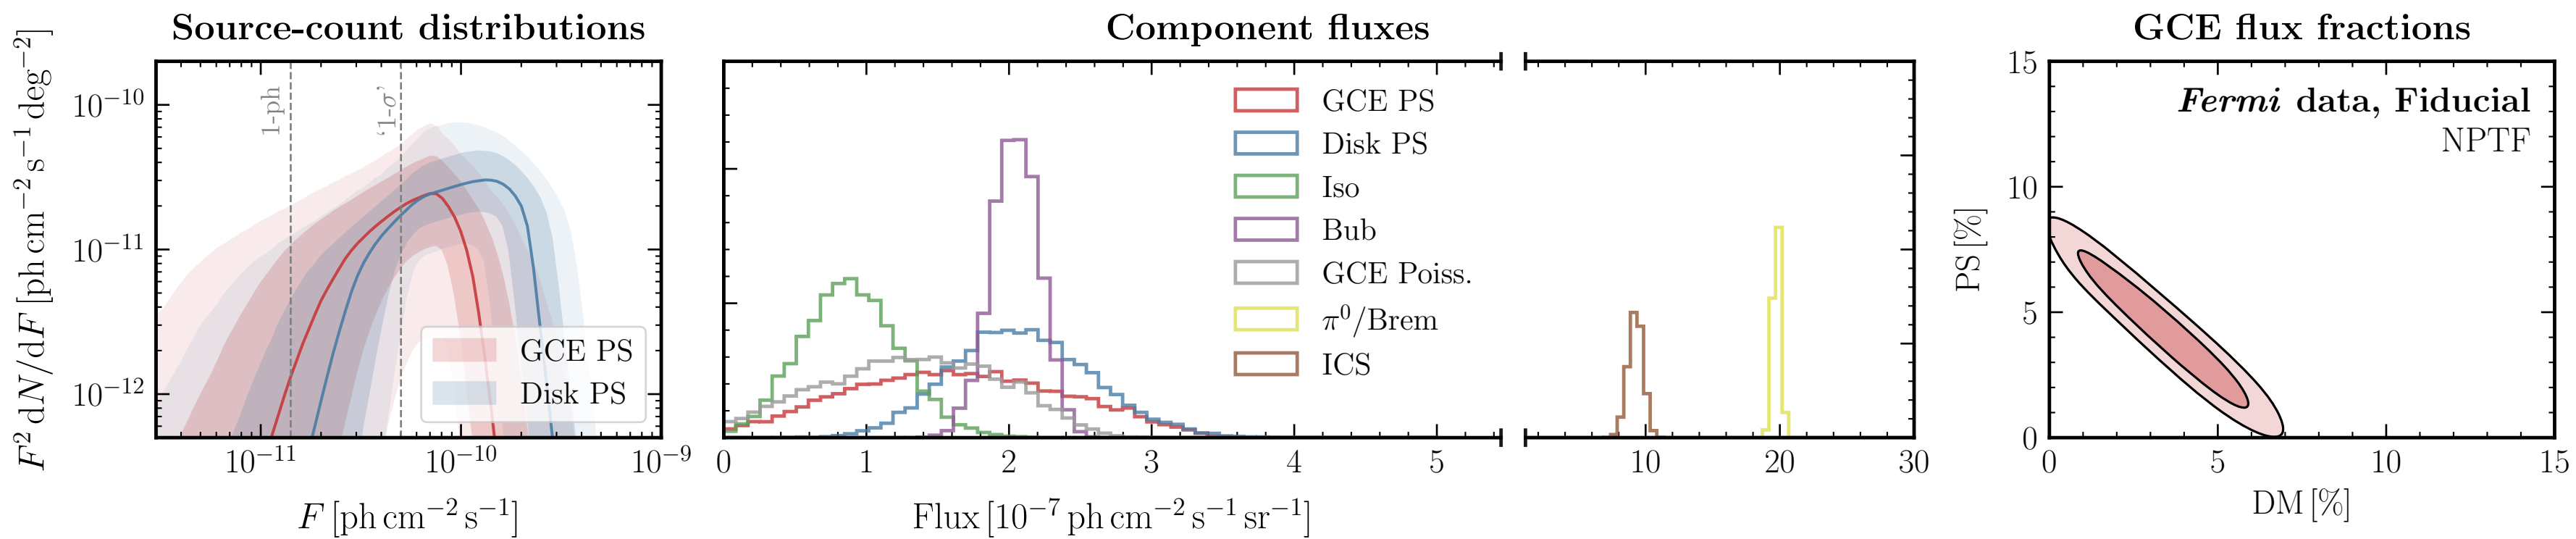 Source-count distributions
F² dN/dF [ph cm⁻² s⁻¹ deg⁻²]
10⁻¹⁰
10⁻¹¹
10⁻¹²
1-ph
‘1-σ’
GCE PS
Disk PS
10⁻¹¹ 10⁻¹⁰ 10⁻⁹
F [ph cm⁻² s⁻¹]
Component fluxes
GCE PS
Disk PS
Iso
Bub
GCE Poiss.
π⁰/Brem
ICS
0 1 2 3 4 5 10 20 30
Flux [10⁻⁷ ph cm⁻² s⁻¹ sr⁻¹]
GCE flux fractions
Fermi data, Fiducial
NPTF
PS [%]
15
10
5
0
0 5 10 15
DM [%]